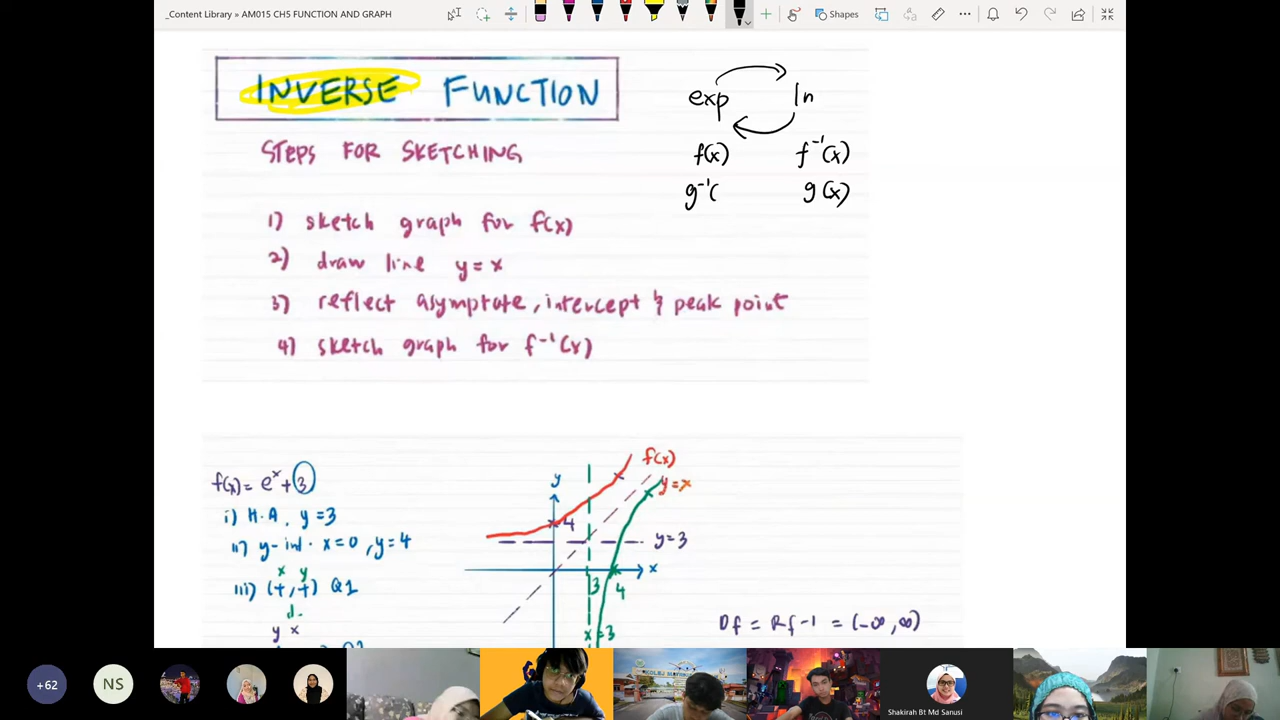 _Content Library » AM015 CH5 FUNCTION AND GRAPH
Shapes
INVERSE FUNCTION
exp ln
STEPS FOR SKETCHING
f(x) f⁻¹(x)
g⁻¹( g(x)
1) sketch graph for f(x)
2) draw line y = x
3) reflect asymptate, intercept & peak point
4) sketch graph for f⁻¹(x)
f(x) = eˣ + 3
i) H.A, y = 3
ii) y-int. x = 0, y = 4
x y
iii) (+, +) Q1
y x
f(x)
y = x
y
4
y = 3
x
3
4
x = 3
Df = Rf⁻¹ = (-∞, ∞)
+62
NS
Shakirah Bt Md Sanusi